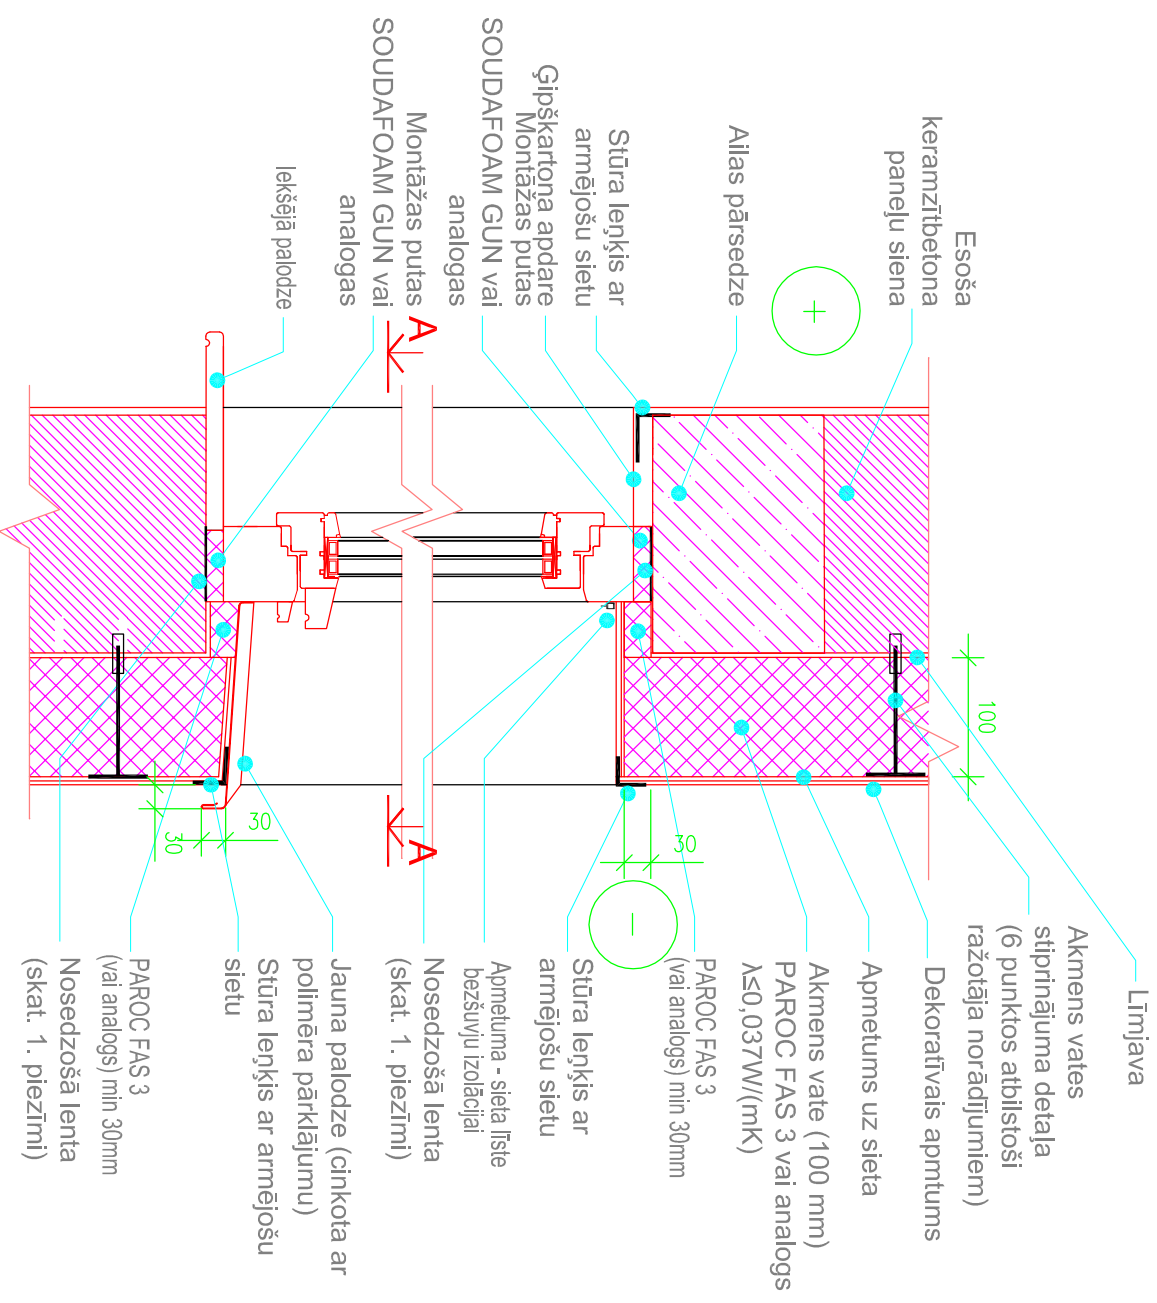 Esoša
keramzītbetona
paneļu siena
Ailas pārsedze
Stūra leņķis ar
armējošu sietu
Ģipškartona apdare
Montāžas putas
SOUDAFOAM GUN vai
analogas
Montāžas putas
SOUDAFOAM GUN vai
analogas
Iekšējā palodze
+
A
A
100
30
30
30
-
Līmjava
Akmens vates
stiprinājuma detaļa
(6 punktos atbilstoši
ražotāja norādījumiem)
Dekoratīvais apmtums
Apmetums uz sieta
Akmens vate (100 mm)
PAROC FAS 3 vai analogs
λ≤0,037W/(mK)
PAROC FAS 3
(vai analogs) min 30mm
Stūra leņķis ar
armējošu sietu
Apmetuma - sieta līste
bezšuvju izolācijai
Nosedzošā lenta
(skat. 1. piezīmi)
Jauna palodze (cinkota ar
polimēra pārklājumu)
Stūra leņķis ar armējošu
sietu
PAROC FAS 3
(vai analogs) min 30mm
Nosedzošā lenta
(skat. 1. piezīmi)